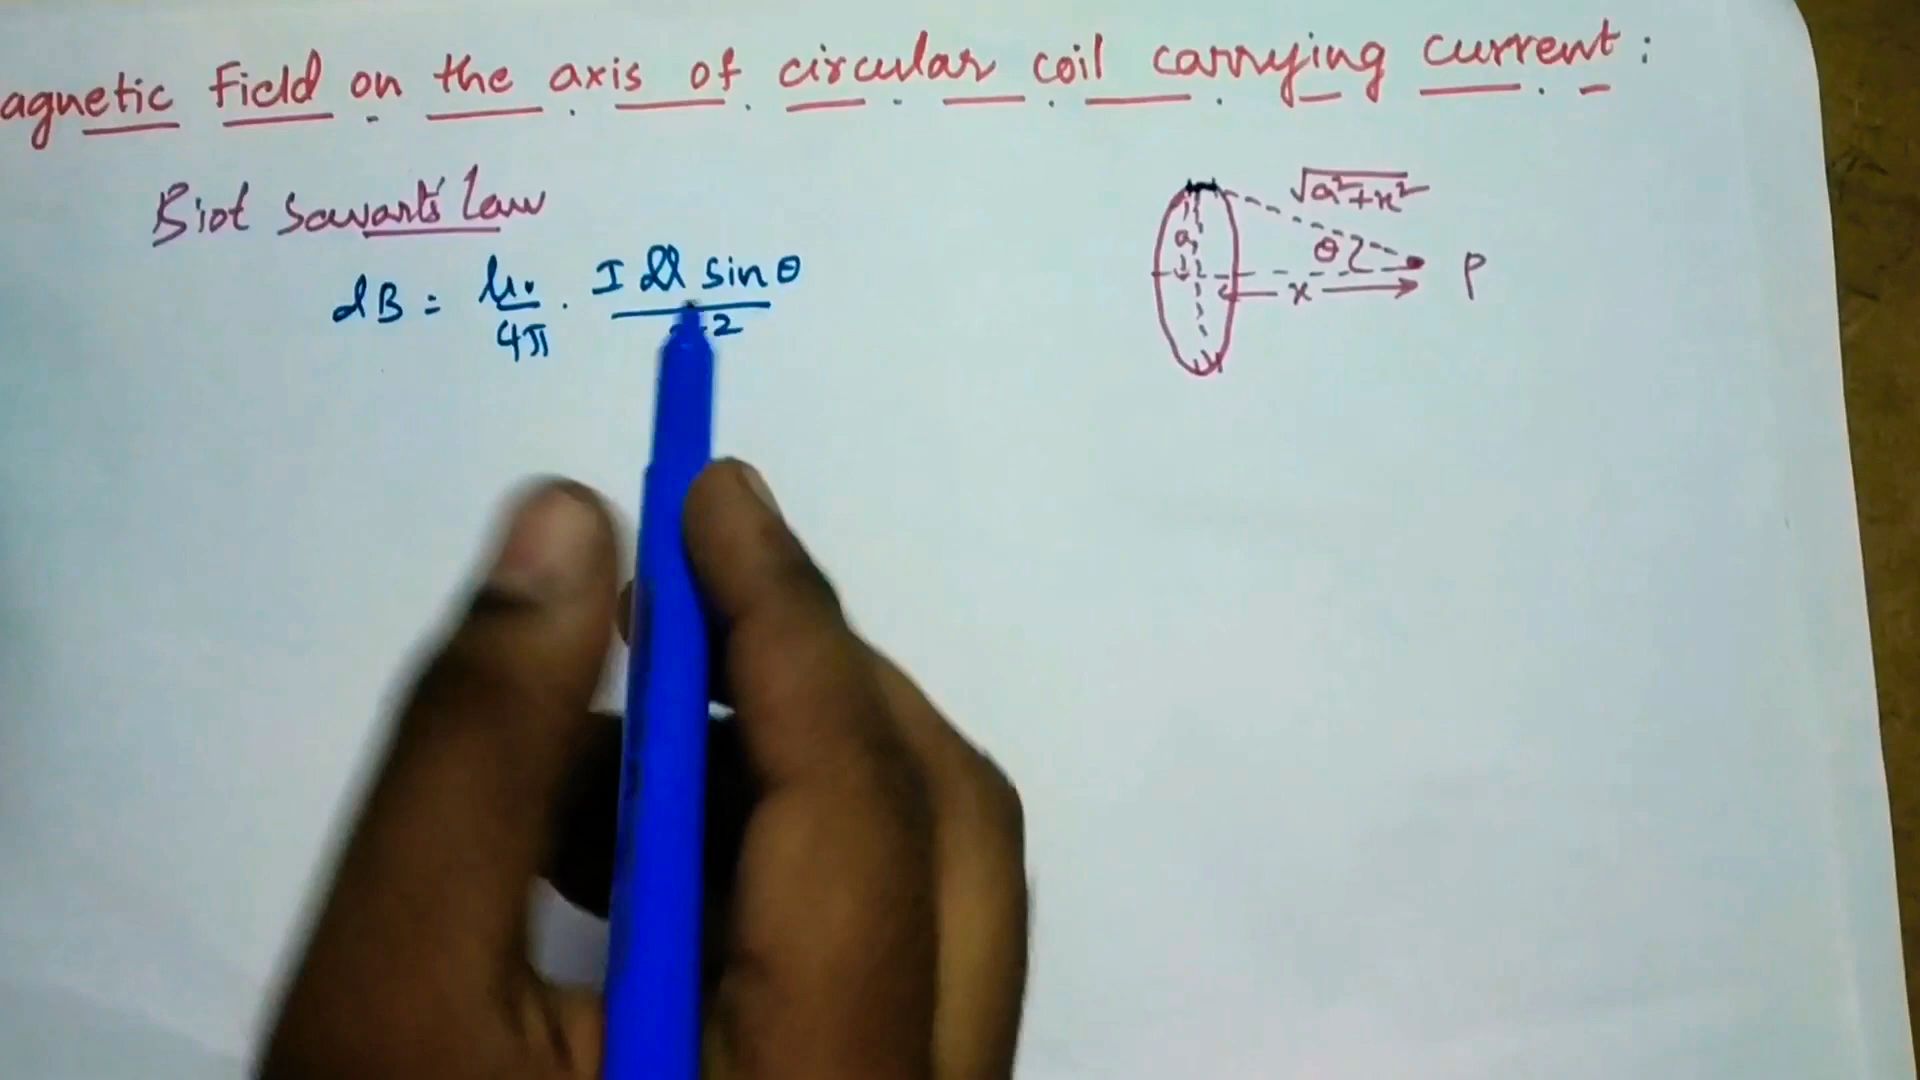 agnetic Field on the axis of circular coil carrying current:
Biot Savart's Law
dB = μ₀/4π . I dl sinθ / 2
√a²+x²
a
θ
x
P